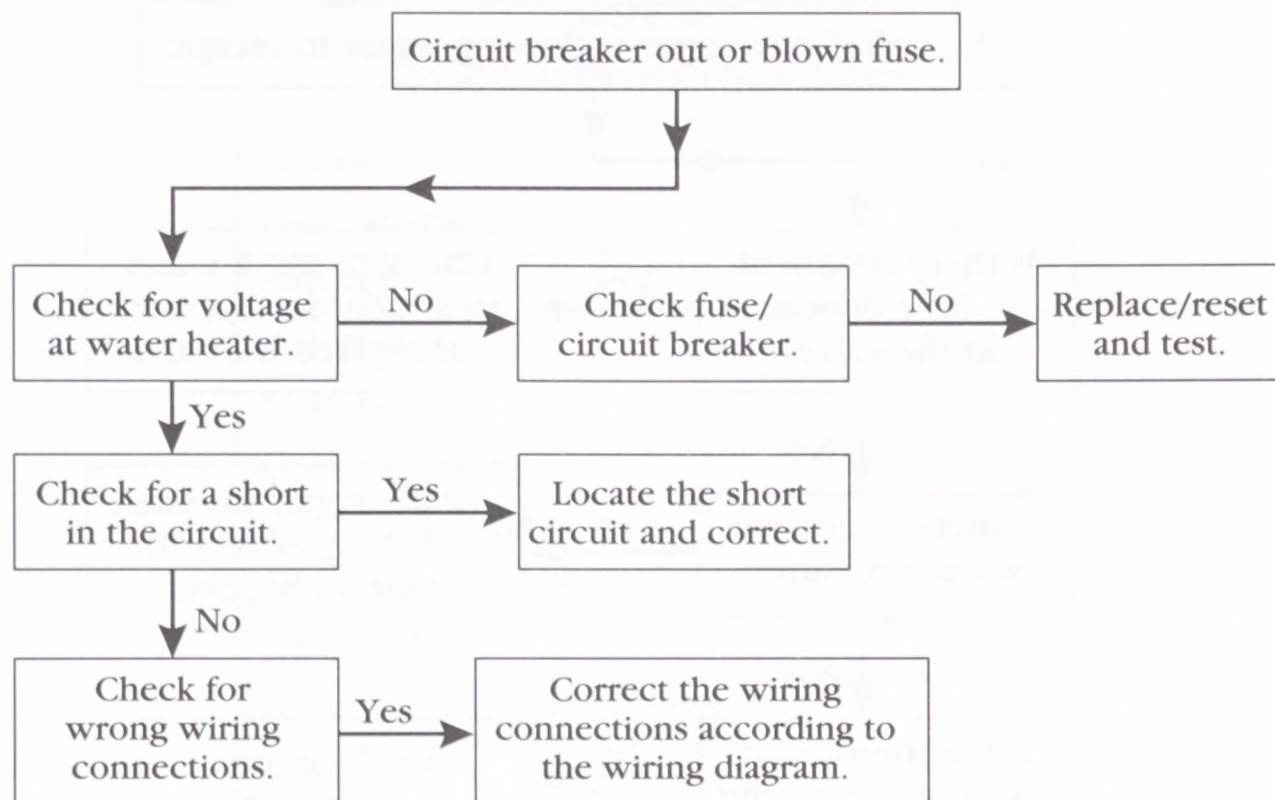 Circuit breaker out or blown fuse.
Check for voltage
at water heater.
No
Check fuse/
circuit breaker.
No
Replace/reset
and test.
Yes
Check for a short
in the circuit.
Yes
Locate the short
circuit and correct.
No
Check for
wrong wiring
connections.
Yes
Correct the wiring
connections according to
the wiring diagram.